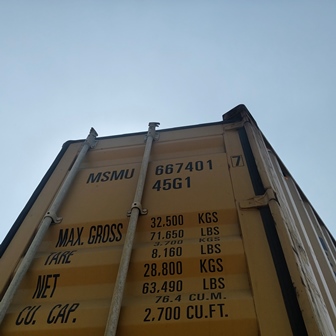 MSMU 667401 7
45G1
MAX. GROSS 32.500 KGS
71.650 LBS
TARE 3.700 KGS
8.160 LBS
NET 28.800 KGS
63.490 LBS
76.4 CU.M.
CU. CAP. 2.700 CU.FT.